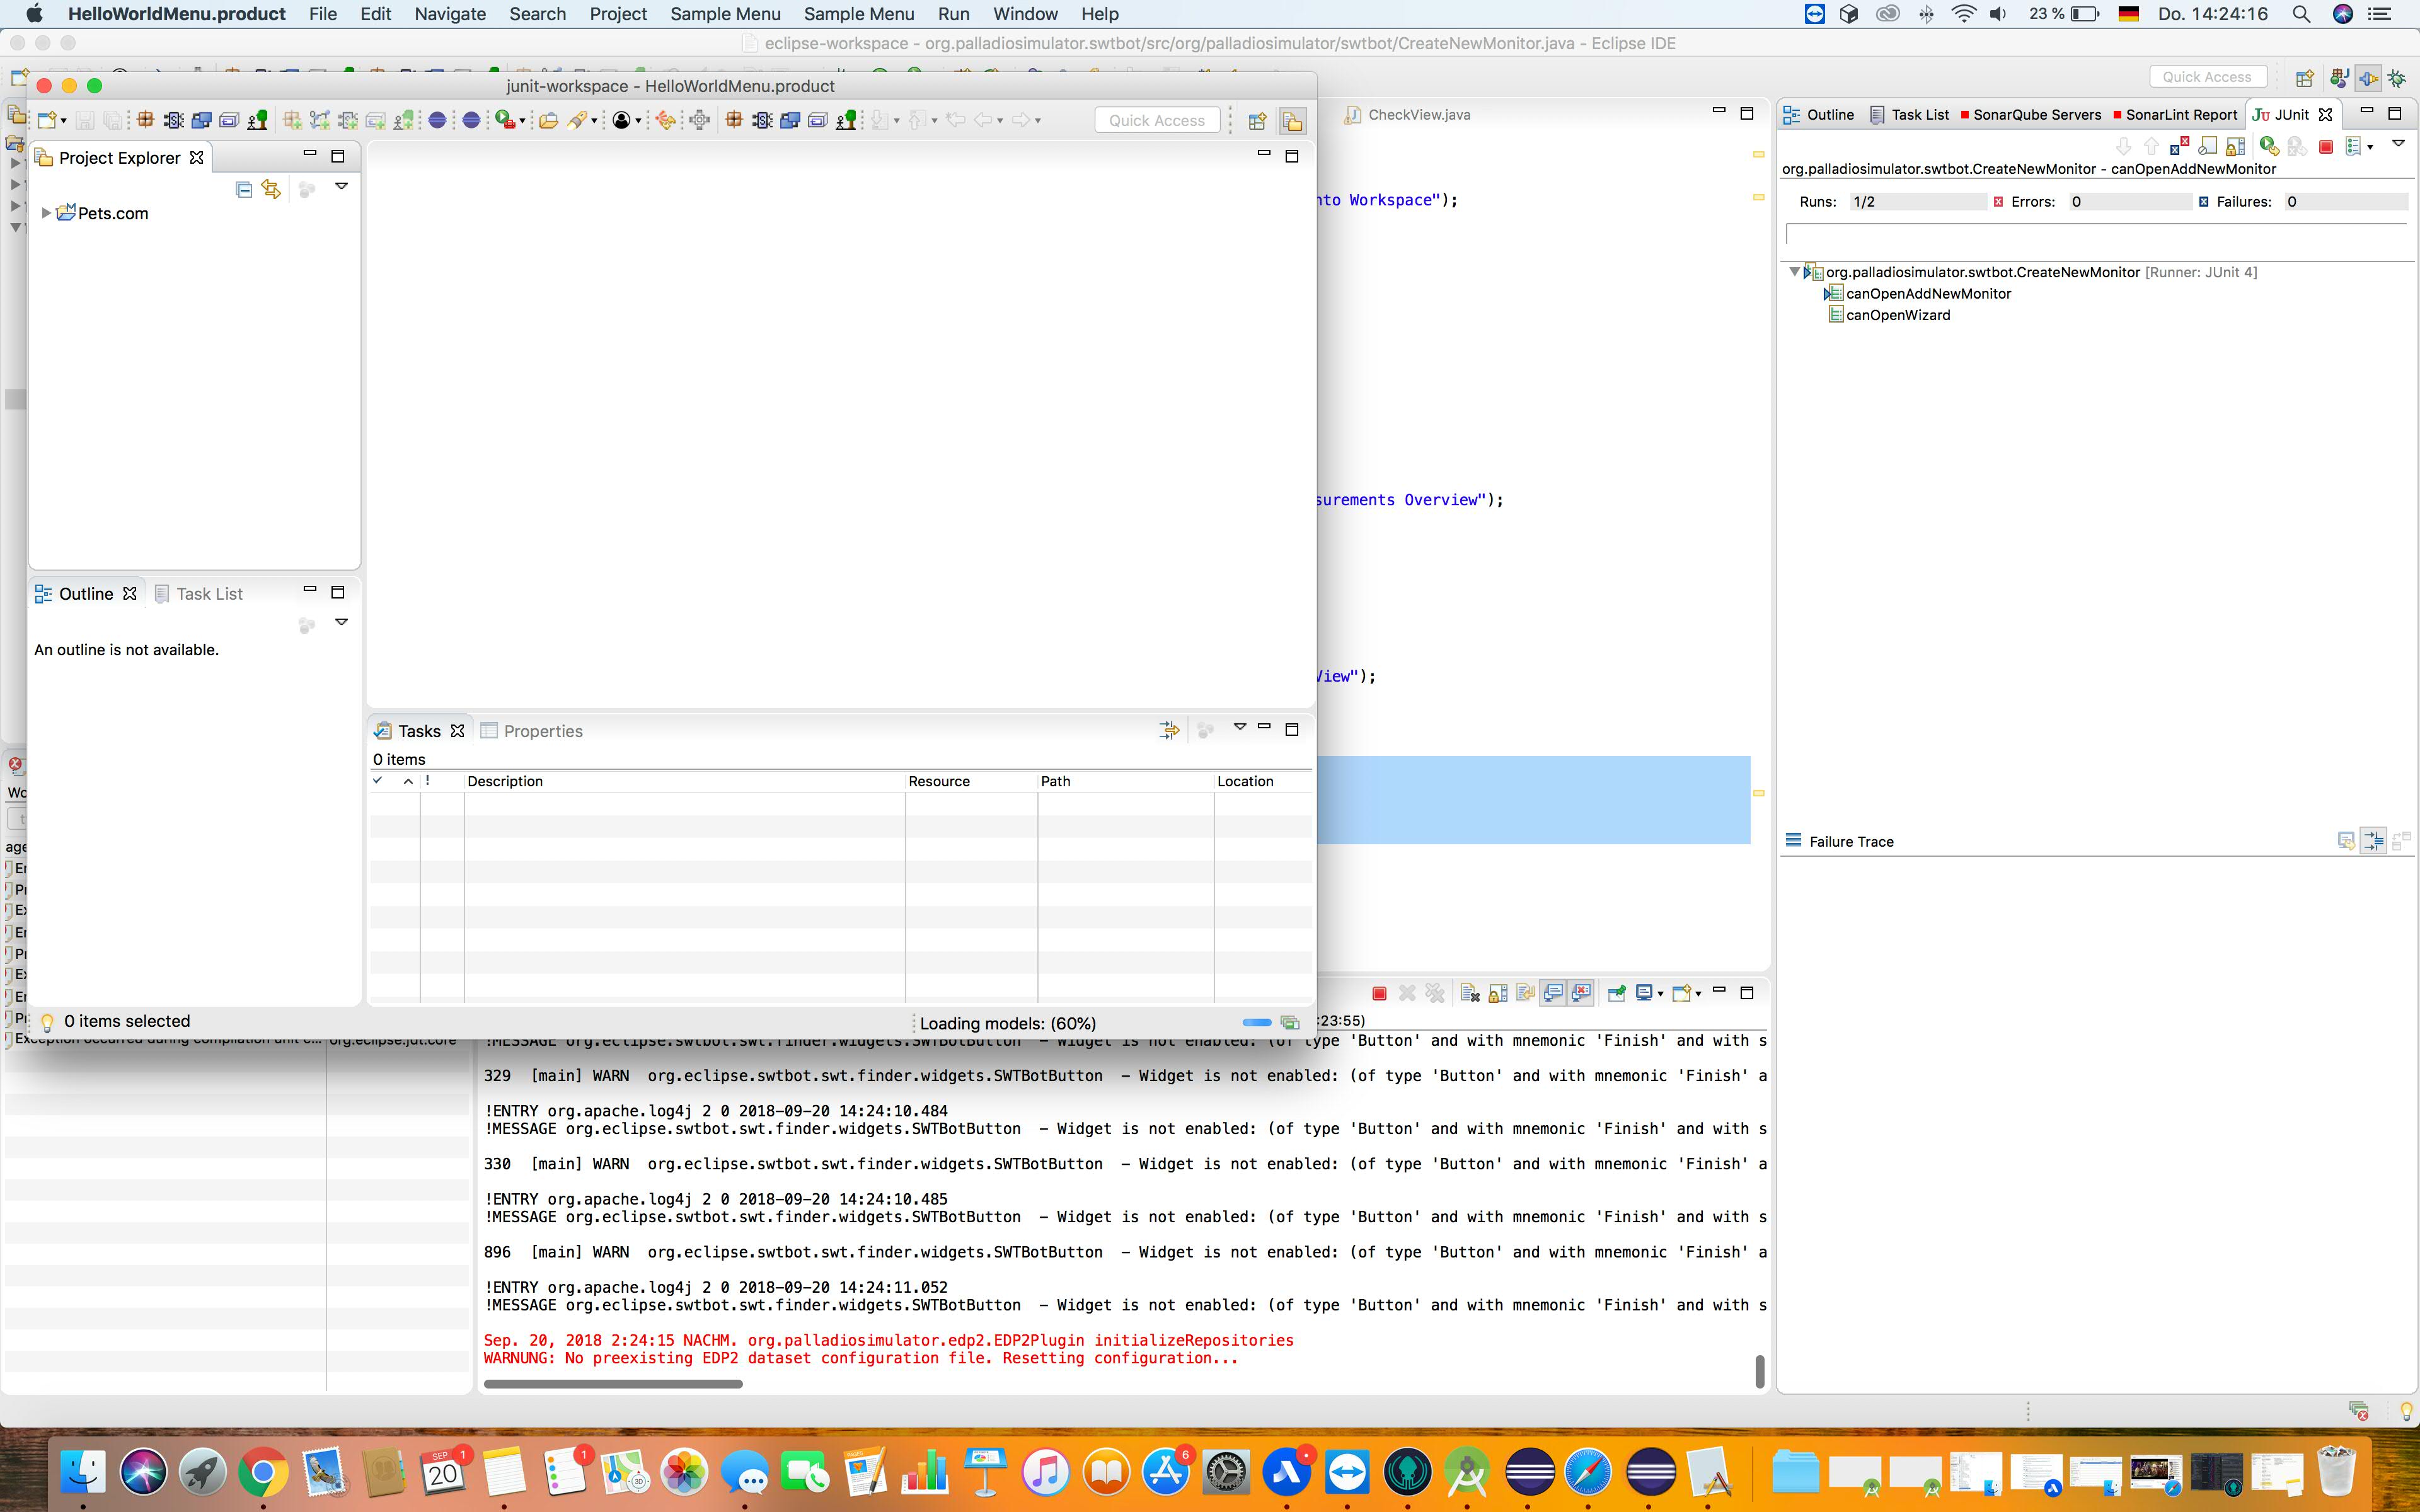 HelloWorldMenu.product File Edit Navigate Search Project Sample Menu Sample Menu Run Window Help 23 % Do. 14:24:16
eclipse-workspace - org.palladiosimulator.swtbot/src/org/palladiosimulator/swtbot/CreateNewMonitor.java - Eclipse IDE
Quick Access
junit-workspace - HelloWorldMenu.product
Quick Access
Project Explorer
Pets.com
Outline Task List
An outline is not available.
Tasks Properties
0 items
! Description Resource Path Location
0 items selected
Loading models: (60%)
CheckView.java
nto Workspace");
surements Overview");
View");
Outline Task List SonarQube Servers SonarLint Report JUnit
org.palladiosimulator.swtbot.CreateNewMonitor - canOpenAddNewMonitor
Runs: 1/2 Errors: 0 Failures: 0
org.palladiosimulator.swtbot.CreateNewMonitor [Runner: JUnit 4]
canOpenAddNewMonitor
canOpenWizard
Failure Trace
Wo
age
Er
Pr
Ex
Er
Pr
Ex
Er
Pr
Exception occurred during compilation unit c... org.eclipse.jdt.core
:23:55)
!MESSAGE org.eclipse.swtbot.swt.finder.widgets.SWTBotButton – Widget is not enabled: (of type 'Button' and with mnemonic 'Finish' and with s
329 [main] WARN org.eclipse.swtbot.swt.finder.widgets.SWTBotButton – Widget is not enabled: (of type 'Button' and with mnemonic 'Finish' a
!ENTRY org.apache.log4j 2 0 2018-09-20 14:24:10.484
!MESSAGE org.eclipse.swtbot.swt.finder.widgets.SWTBotButton – Widget is not enabled: (of type 'Button' and with mnemonic 'Finish' and with s
330 [main] WARN org.eclipse.swtbot.swt.finder.widgets.SWTBotButton – Widget is not enabled: (of type 'Button' and with mnemonic 'Finish' a
!ENTRY org.apache.log4j 2 0 2018-09-20 14:24:10.485
!MESSAGE org.eclipse.swtbot.swt.finder.widgets.SWTBotButton – Widget is not enabled: (of type 'Button' and with mnemonic 'Finish' and with s
896 [main] WARN org.eclipse.swtbot.swt.finder.widgets.SWTBotButton – Widget is not enabled: (of type 'Button' and with mnemonic 'Finish' a
!ENTRY org.apache.log4j 2 0 2018-09-20 14:24:11.052
!MESSAGE org.eclipse.swtbot.swt.finder.widgets.SWTBotButton – Widget is not enabled: (of type 'Button' and with mnemonic 'Finish' and with s
Sep. 20, 2018 2:24:15 NACHM. org.palladiosimulator.edp2.EDP2Plugin initializeRepositories
WARNUNG: No preexisting EDP2 dataset configuration file. Resetting configuration...
SEP 20 1
1
6